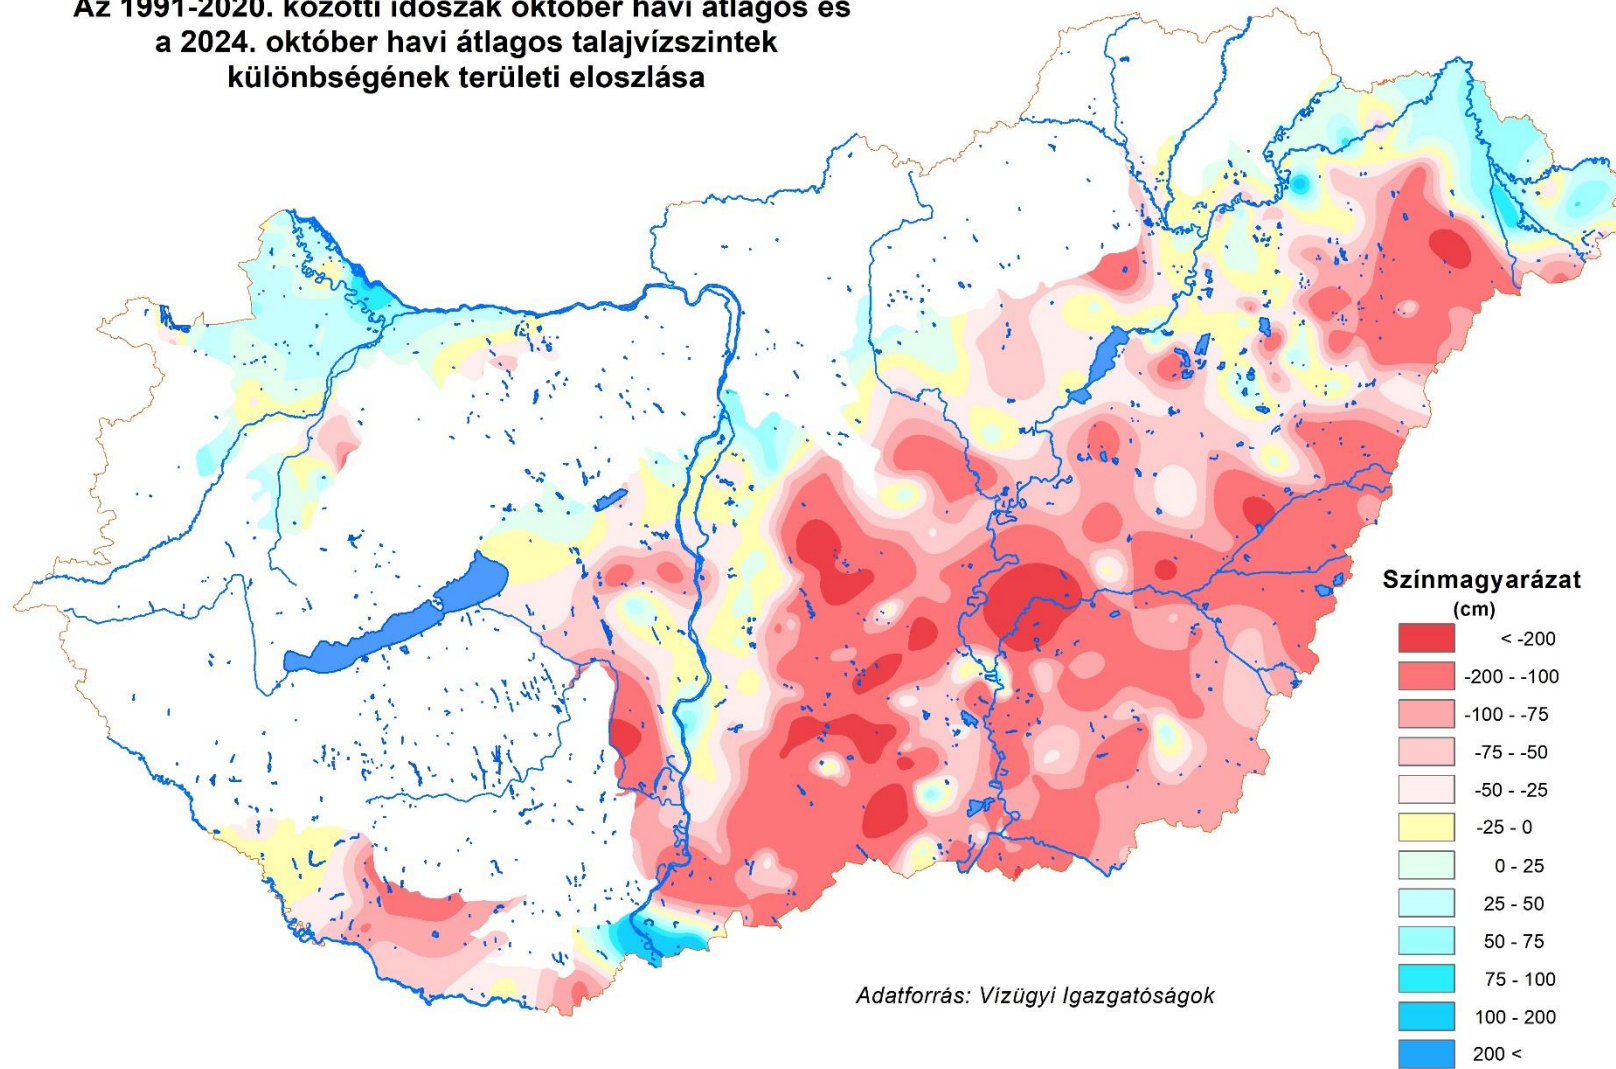 Az 1991-2020. közötti időszak október havi átlagos és
a 2024. október havi átlagos talajvízszintek
különbségének területi eloszlása
Színmagyarázat
(cm)
< -200
-200 - -100
-100 - -75
-75 - -50
-50 - -25
-25 - 0
0 - 25
25 - 50
50 - 75
75 - 100
100 - 200
200 <
Adatforrás: Vízügyi Igazgatóságok